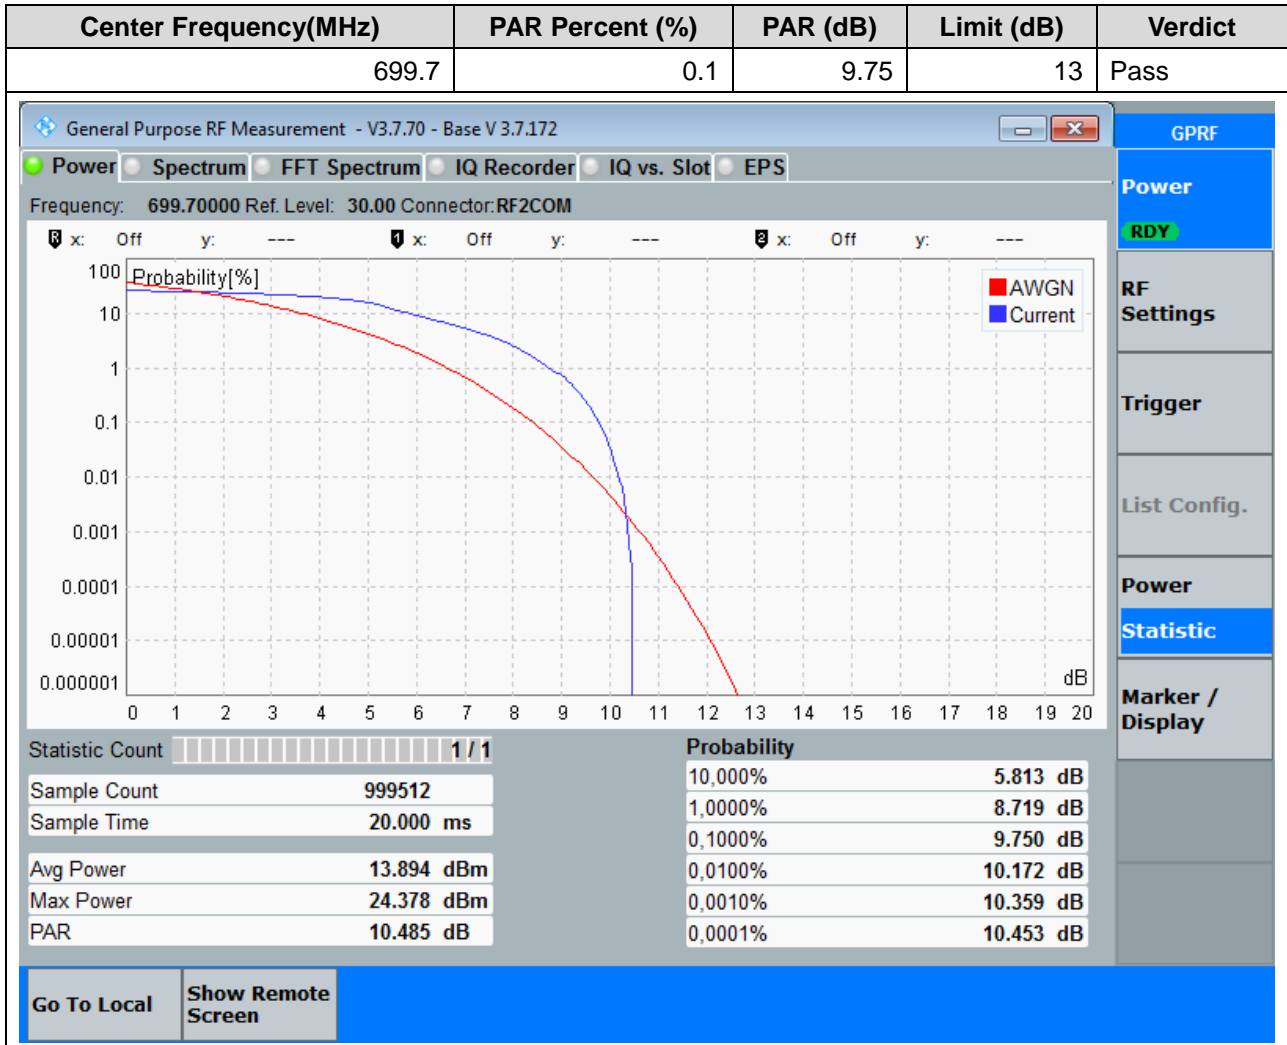 Center Frequency(MHz) PAR Percent (%) PAR (dB) Limit (dB) Verdict
699.7 0.1 9.75 13 Pass
General Purpose RF Measurement - V3.7.70 - Base V 3.7.172
GPRF
Power Spectrum FFT Spectrum IQ Recorder IQ vs. Slot EPS
Frequency: 699.70000 Ref. Level: 30.00 Connector: RF2COM
R x: Off y: --- 1 x: Off y: --- 2 x: Off y: ---
Probability[%]
AWGN
Current
100
10
1
0.1
0.01
0.001
0.0001
0.00001
0.000001
dB
0 1 2 3 4 5 6 7 8 9 10 11 12 13 14 15 16 17 18 19 20
Statistic Count 1 / 1
Sample Count 999512
Sample Time 20.000 ms
Avg Power 13.894 dBm
Max Power 24.378 dBm
PAR 10.485 dB
Probability
10,000% 5.813 dB
1,0000% 8.719 dB
0,1000% 9.750 dB
0,0100% 10.172 dB
0,0010% 10.359 dB
0,0001% 10.453 dB
Power
RDY
RF
Settings
Trigger
List Config.
Power
Statistic
Marker /
Display
Go To Local
Show Remote
Screen